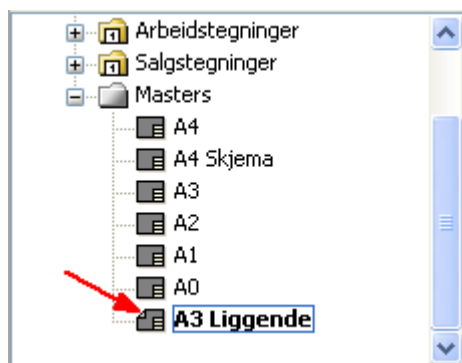 Arbeidstegninger
Salgstegninger
Masters
A4
A4 Skjema
A3
A2
A1
A0
A3 Liggende